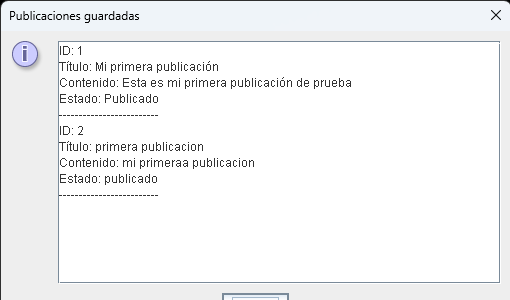 Publicaciones guardadas
ID: 1
Título: Mi primera publicación
Contenido: Esta es mi primera publicación de prueba
Estado: Publicado
-------------------------
ID: 2
Título: primera publicacion
Contenido: mi primeraa publicacion
Estado: publicado
-------------------------